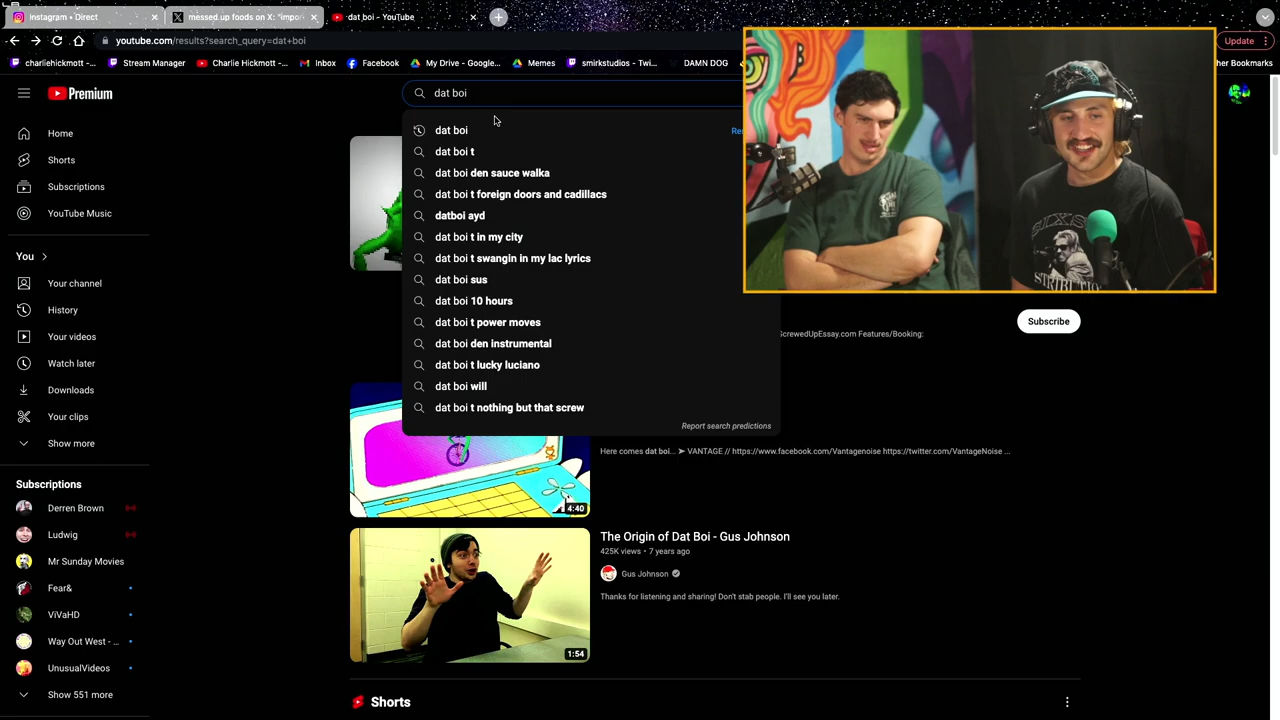 Instagram • Direct
messed.up foods on X: "impo
dat boi - YouTube
youtube.com/results?search_query=dat+boi
Update
charliehickmott -...
Stream Manager
Charlie Hickmott -...
Inbox
Facebook
My Drive - Google...
Memes
smirkstudios - Twi...
DAMN DOG
her Bookmarks
Premium
dat boi
Home
Shorts
Subscriptions
YouTube Music
You
Your channel
History
Your videos
Watch later
Downloads
Your clips
Show more
Subscriptions
Derren Brown
Ludwig
Mr Sunday Movies
Fear&
ViVaHD
Way Out West - ...
UnusualVideos
Show 551 more
dat boi
dat boi t
dat boi den sauce walka
dat boi t foreign doors and cadillacs
datboi ayd
dat boi t in my city
dat boi t swangin in my lac lyrics
dat boi sus
dat boi 10 hours
dat boi t power moves
dat boi den instrumental
dat boi t lucky luciano
dat boi will
dat boi t nothing but that screw
Report search predictions
Subscribe
ScrewedUpEssay.com Features/Booking:
Here comes dat boi... ➤ VANTAGE // https://www.facebook.com/Vantagenoise https://twitter.com/VantageNoise ...
4:40
The Origin of Dat Boi - Gus Johnson
425K views • 7 years ago
Gus Johnson
Thanks for listening and sharing! Don't stab people. I'll see you later.
1:54
Shorts